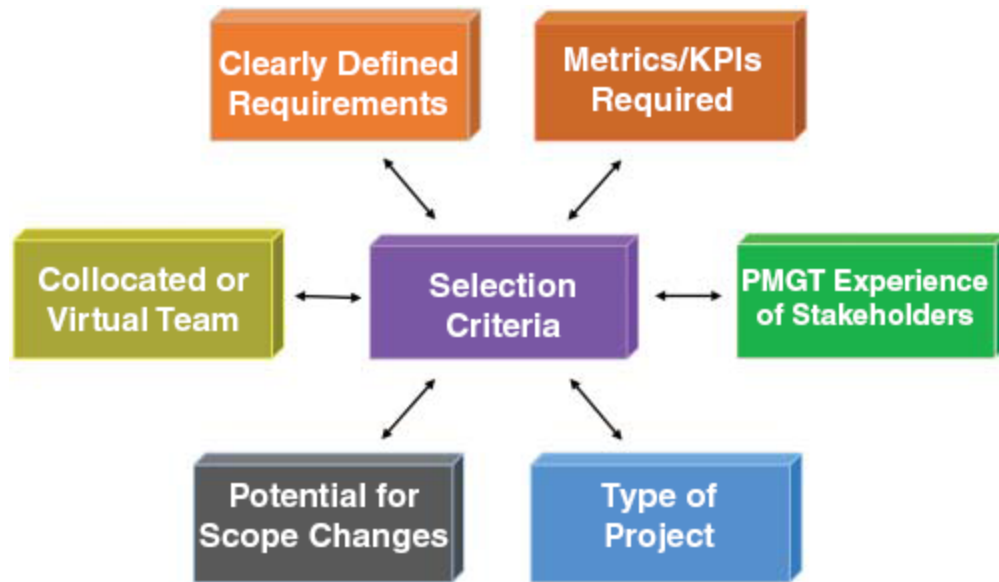 Clearly Defined
Requirements
Metrics/KPIs
Required
Collocated or
Virtual Team
Selection
Criteria
PMGT Experience
of Stakeholders
Potential for
Scope Changes
Type of
Project